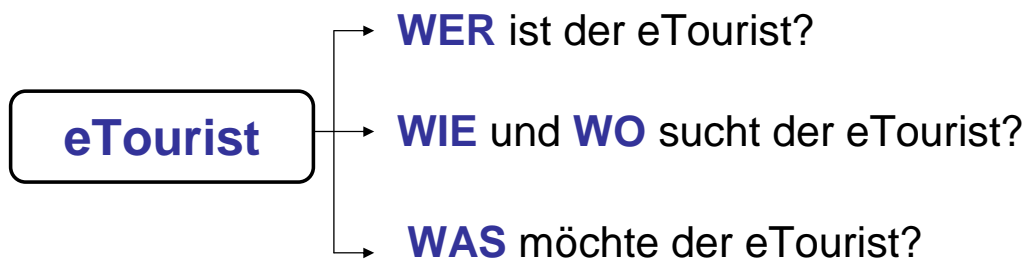 WER ist der eTourist?
eTourist
WIE und WO sucht der eTourist?
WAS möchte der eTourist?